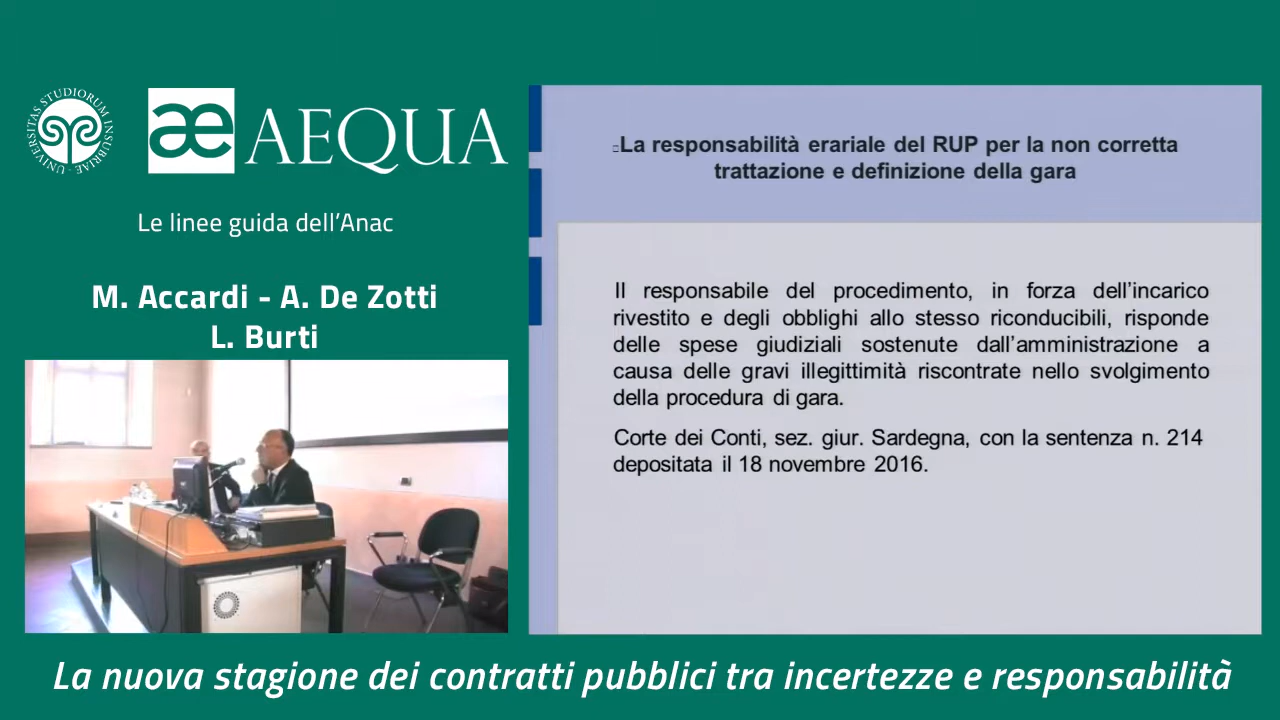 UNIVERSITAS STUDIORUM INSUBRIAE
æ AEQUA
Le linee guida dell'Anac
M. Accardi - A. De Zotti
L. Burti
La responsabilità erariale del RUP per la non corretta
trattazione e definizione della gara
Il responsabile del procedimento, in forza dell'incarico
rivestito e degli obblighi allo stesso riconducibili, risponde
delle spese giudiziali sostenute dall'amministrazione a
causa delle gravi illegittimità riscontrate nello svolgimento
della procedura di gara.
Corte dei Conti, sez. giur. Sardegna, con la sentenza n. 214
depositata il 18 novembre 2016.
La nuova stagione dei contratti pubblici tra incertezze e responsabilità